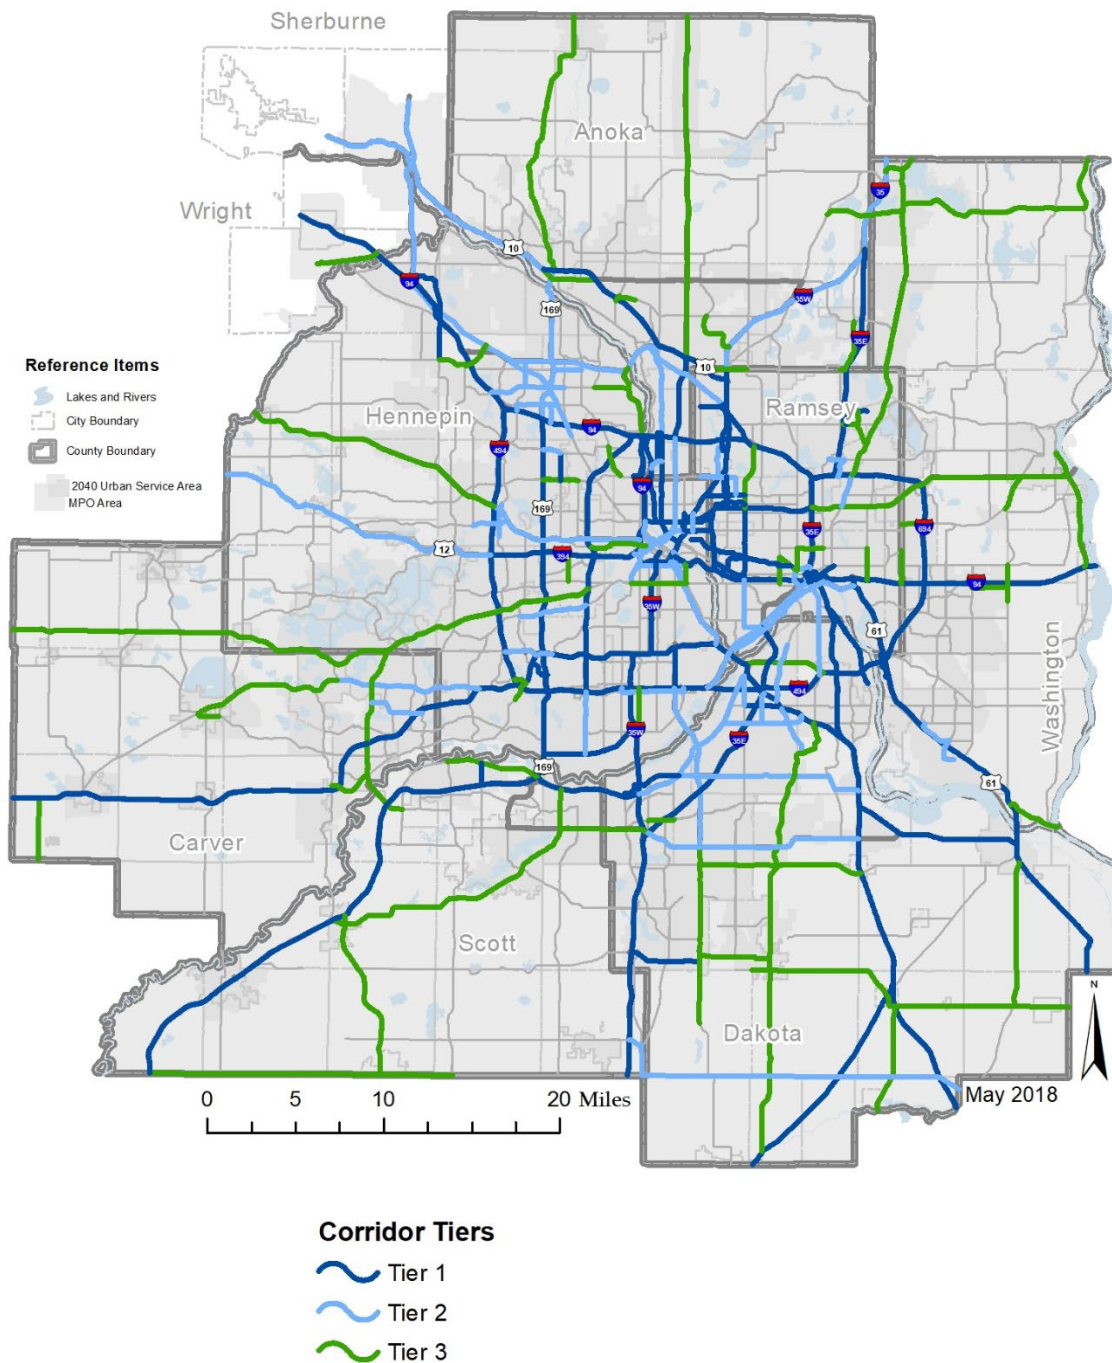 Sherburne
Anoka
35
Wright
10
94
35W
169
35E
Reference Items
Lakes and Rivers
City Boundary
County Boundary
2040 Urban Service Area
MPO Area
10
Hennepin
Ramsey
94
494
94
169
35E
694
12
394
94
35W
61
Washington
494
35W
35E
169
61
Carver
Scott
N
Dakota
May 2018
0 5 10 20 Miles
Corridor Tiers
Tier 1
Tier 2
Tier 3